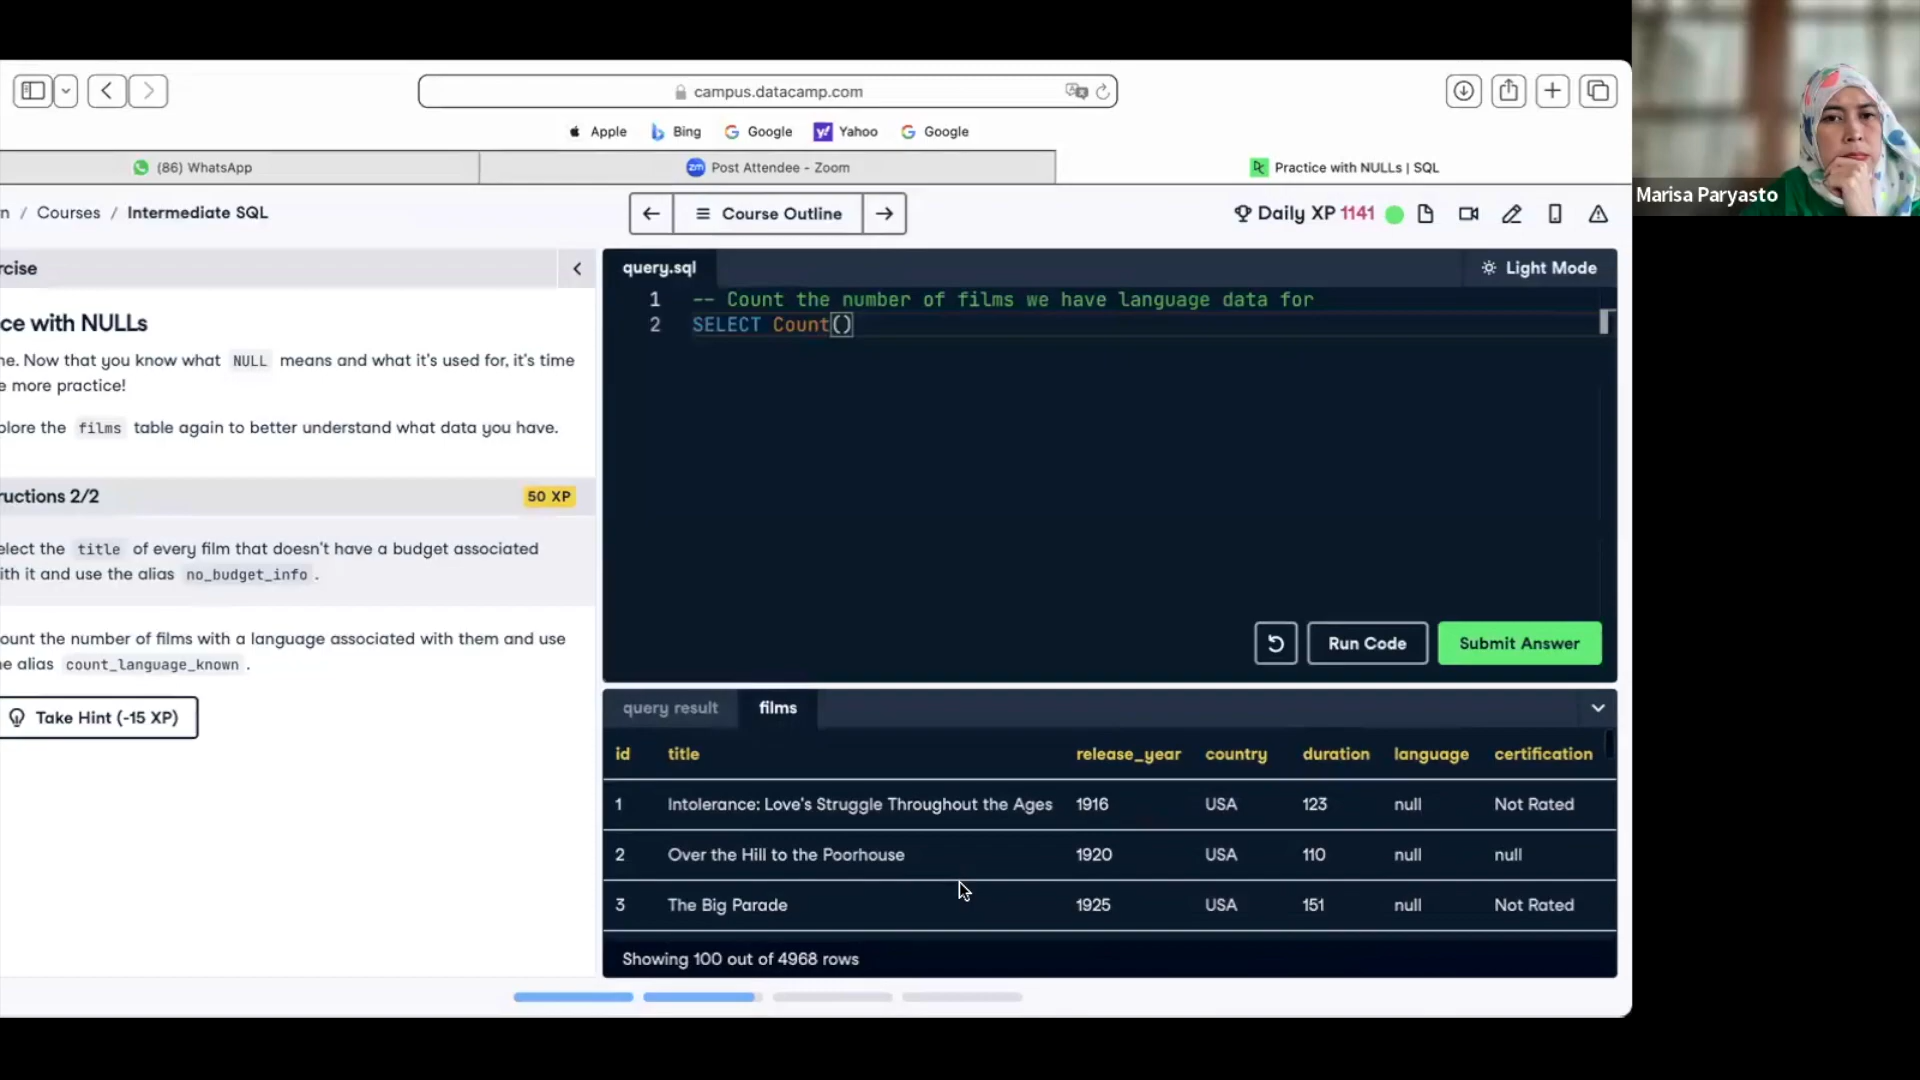 campus.datacamp.com
Apple
Bing
Google
Yahoo
Google
(86) WhatsApp
Post Attendee - Zoom
Practice with NULLs | SQL
Marisa Paryasto
n / Courses / Intermediate SQL
Course Outline
Daily XP 1141
rcise
query.sql
Light Mode
1 -- Count the number of films we have language data for
2 SELECT Count()
ce with NULLs
ne. Now that you know what NULL means and what it's used for, it's time
e more practice!
plore the films table again to better understand what data you have.
ructions 2/2
50 XP
elect the title of every film that doesn't have a budget associated
ith it and use the alias no_budget_info .
ount the number of films with a language associated with them and use
he alias count_language_known .
Take Hint (-15 XP)
Run Code
Submit Answer
query result
films
id title release_year country duration language certification
1 Intolerance: Love's Struggle Throughout the Ages 1916 USA 123 null Not Rated
2 Over the Hill to the Poorhouse 1920 USA 110 null null
3 The Big Parade 1925 USA 151 null Not Rated
Showing 100 out of 4968 rows